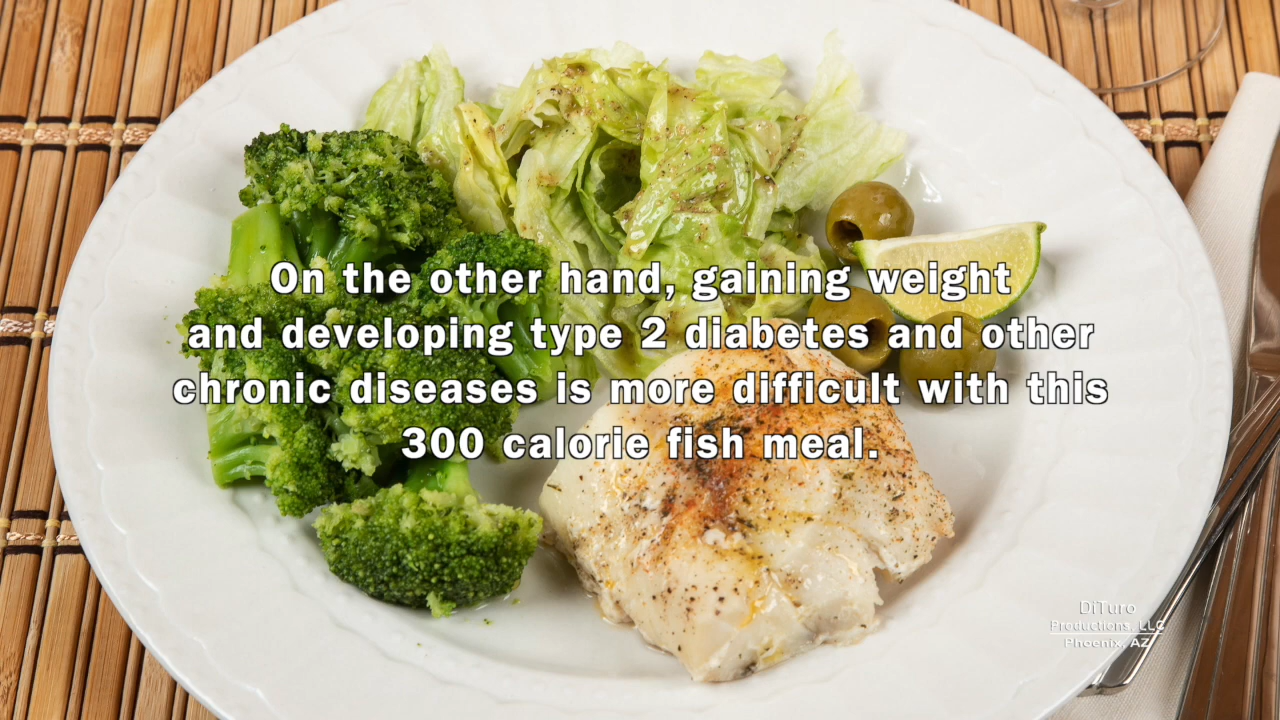 On the other hand, gaining weight
and developing type 2 diabetes and other
chronic diseases is more difficult with this
300 calorie fish meal.
DiTuro
Productions, LLC
Phoenix, AZ